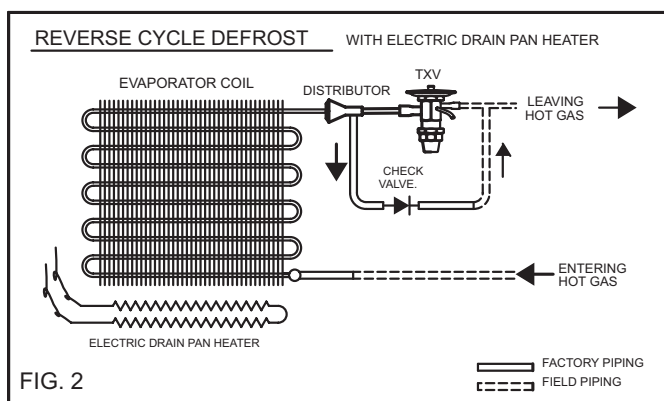 REVERSE CYCLE DEFROST WITH ELECTRIC DRAIN PAN HEATER
EVAPORATOR COIL
DISTRIBUTOR
TXV
LEAVING
HOT GAS
CHECK
VALVE.
ENTERING
HOT GAS
ELECTRIC DRAIN PAN HEATER
FIG. 2
FACTORY PIPING
FIELD PIPING